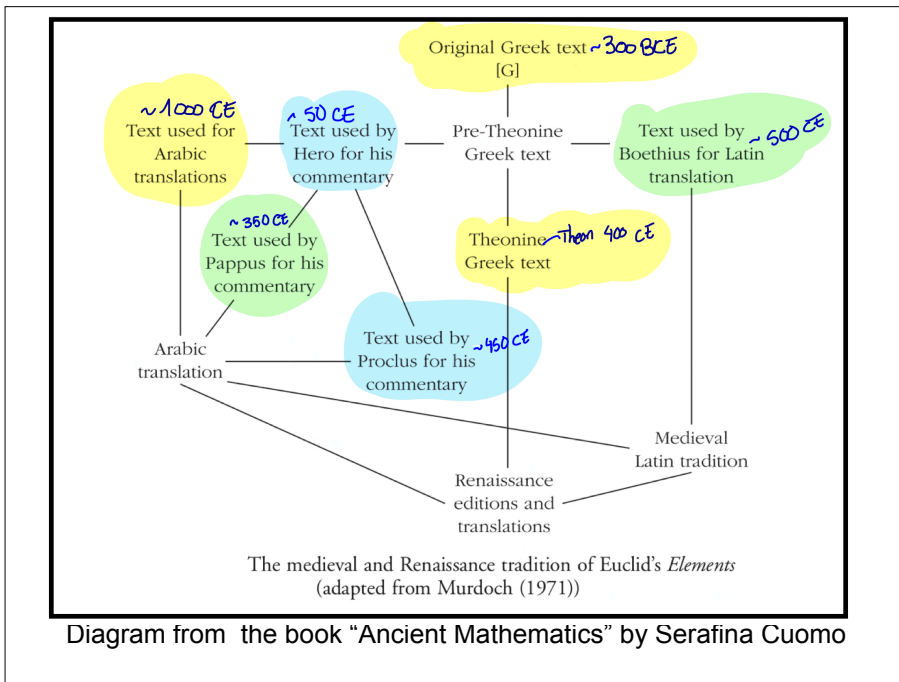 Original Greek text ~300 BCE
[G]
~1000 CE
Text used for
Arabic
translations
~50 CE
Text used by
Hero for his
commentary
Pre-Theonine
Greek text
Text used by ~500 CE
Boethius for Latin
translation
~350 CE
Text used by
Pappus for his
commentary
Theonine Theon 400 CE
Greek text
Arabic
translation
Text used by
Proclus for his ~450 CE
commentary
Medieval
Latin tradition
Renaissance
editions and
translations
The medieval and Renaissance tradition of Euclid's Elements
(adapted from Murdoch (1971))
Diagram from the book “Ancient Mathematics” by Serafina Cuomo